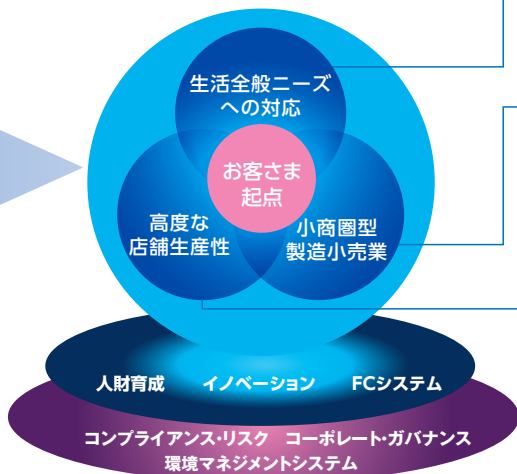 生活全般ニーズ
への対応
お客さま
起点
高度な
店舗生産性
小商圏型
製造小売業
人財育成 イノベーション FCシステム
コンプライアンス・リスク コーポレート・ガバナンス
環境マネジメントシステム